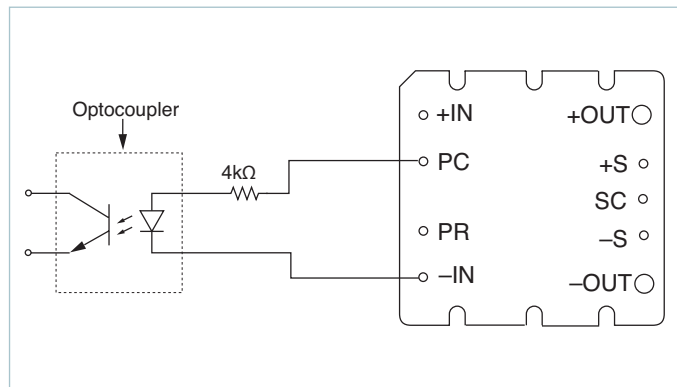 Optocoupler
4kΩ
+IN
PC
PR
–IN
+OUT
+S
SC
–S
–OUT